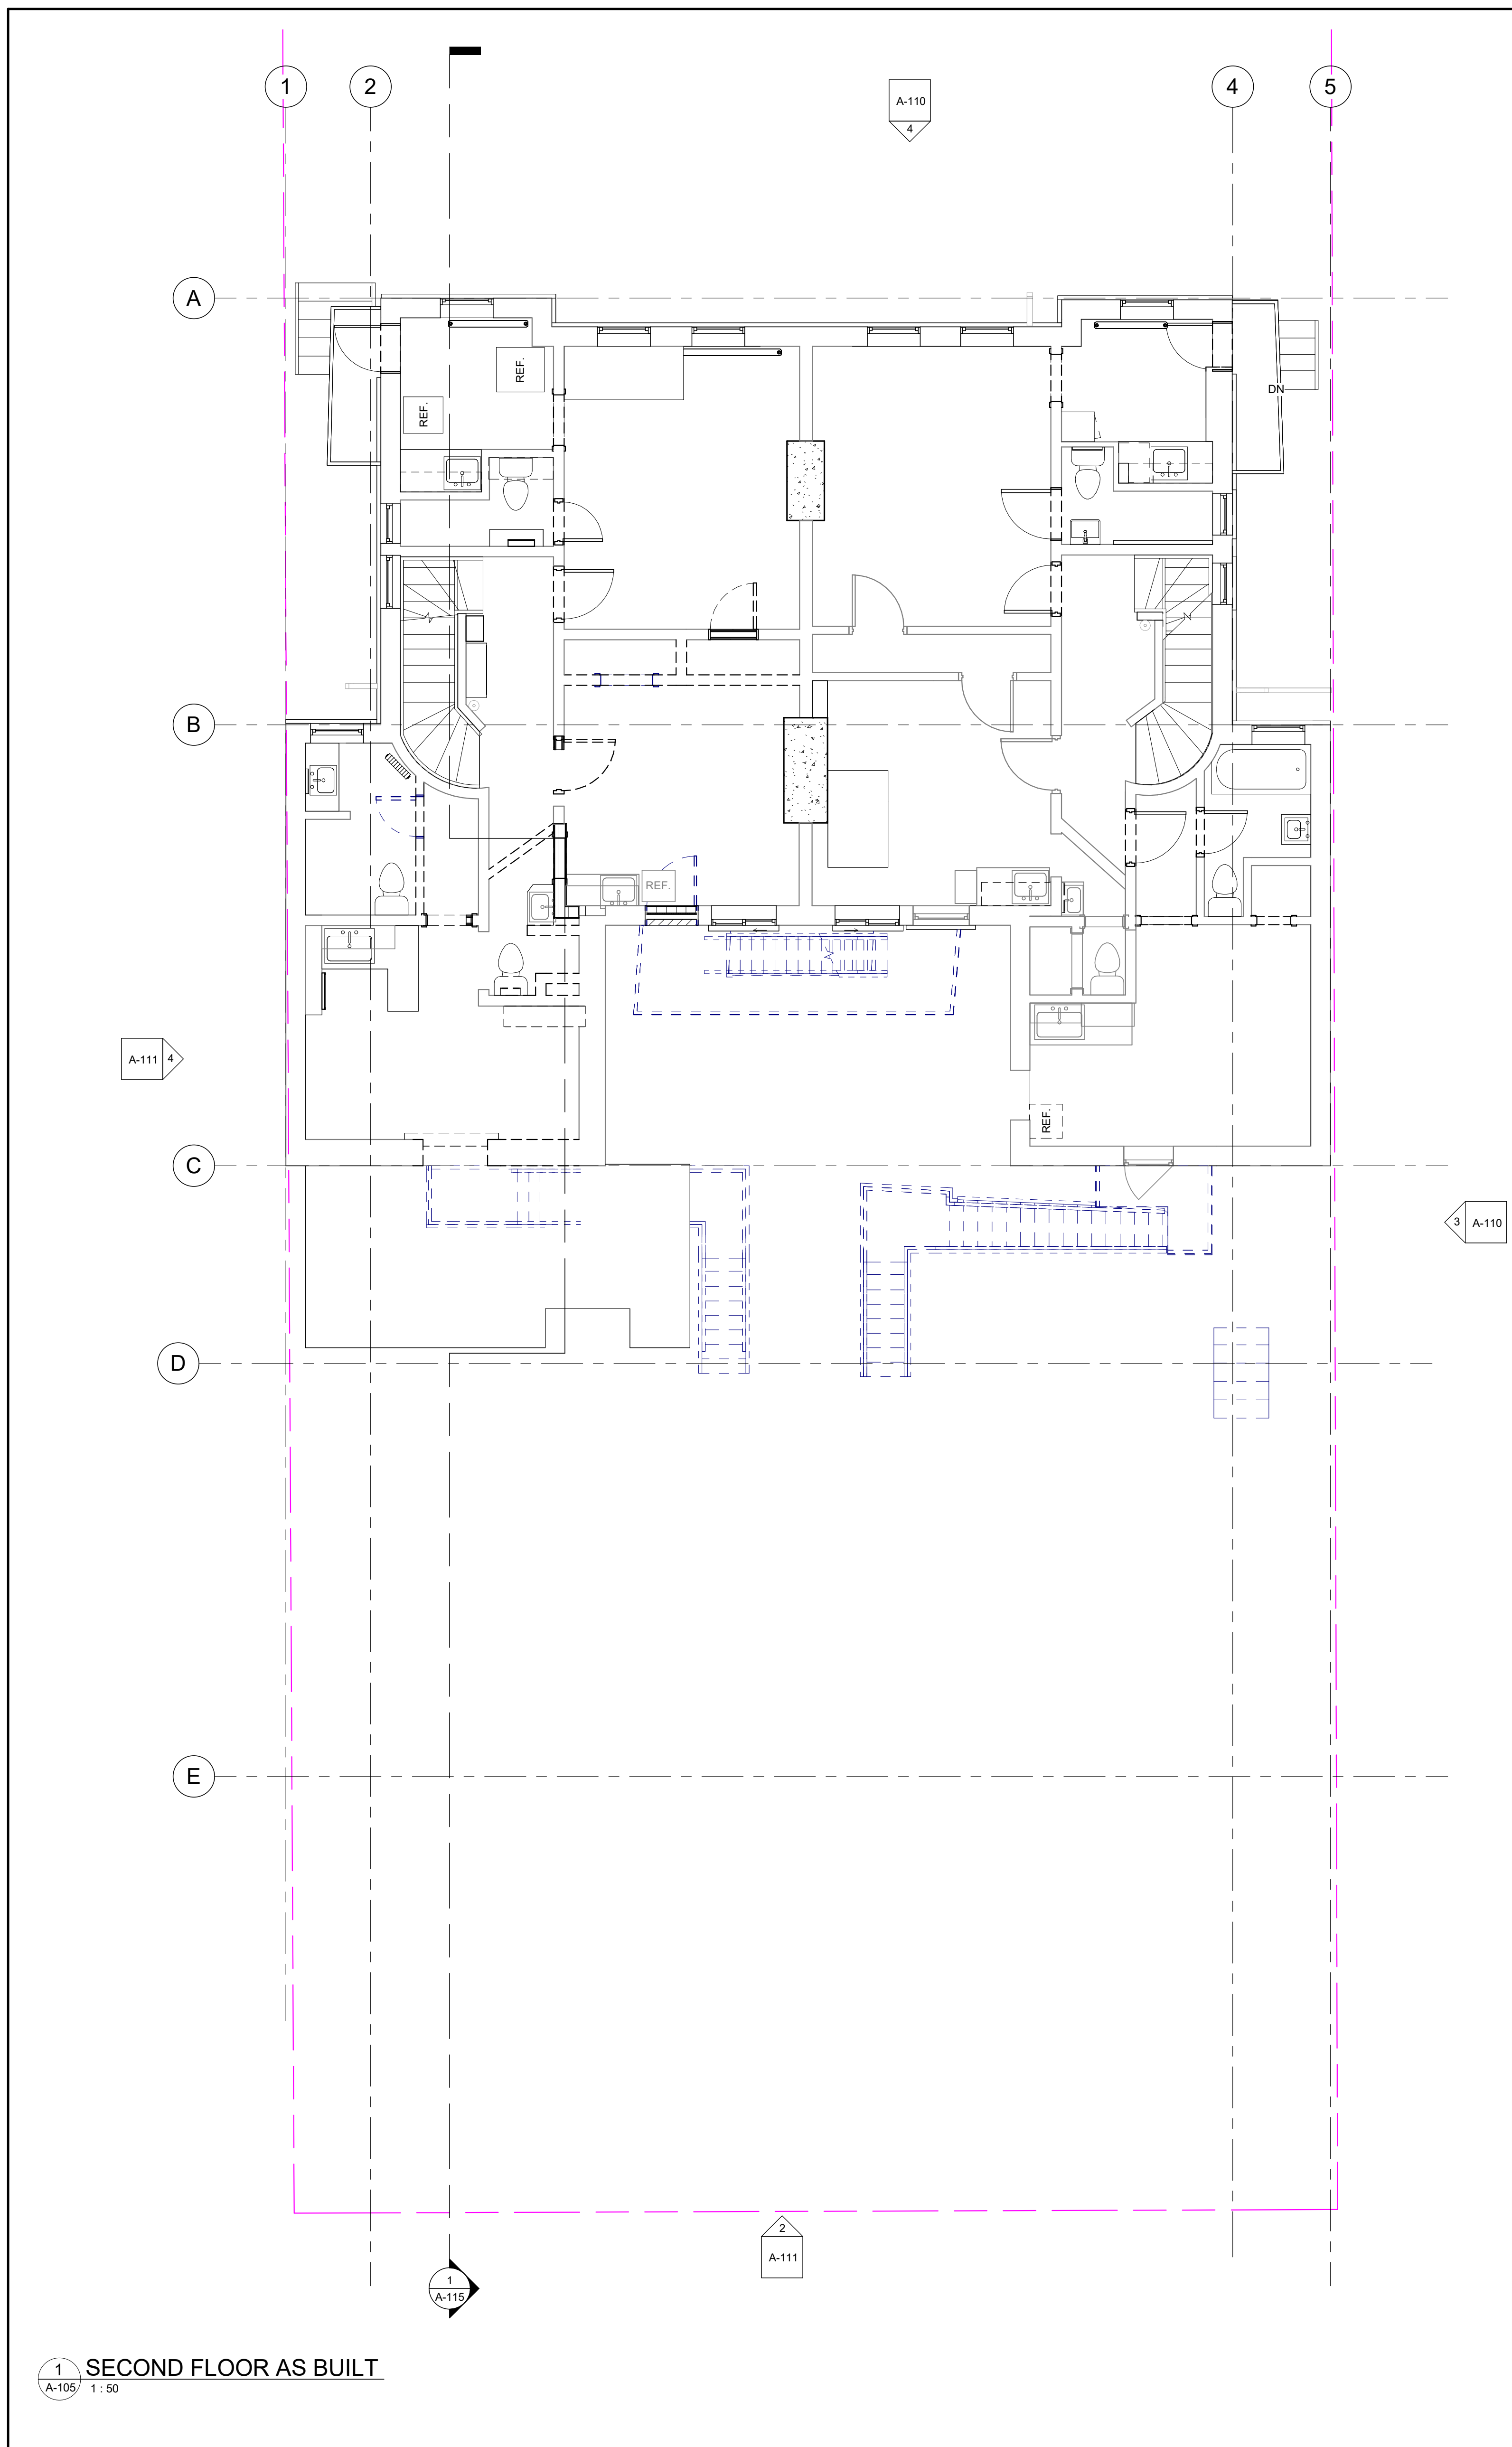 1
2
4
5
A-110
4
A
REF.
REF.
DN
B
REF.
A-111
4
REF.
C
3
A-110
D
E
2
A-111
1
A-115
1
SECOND FLOOR AS BUILT
A-105
1 : 50